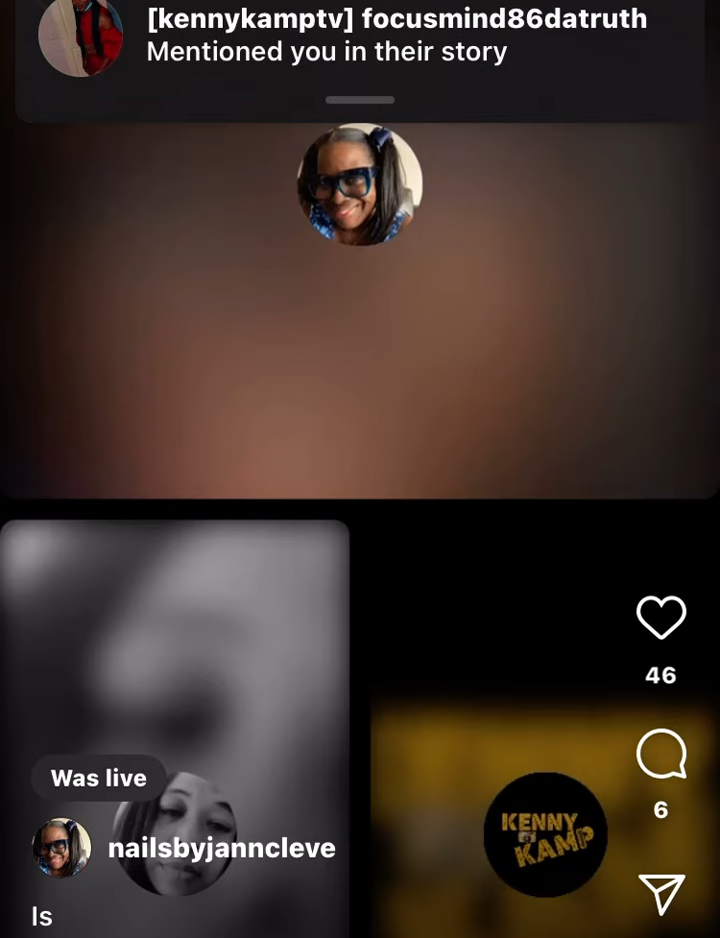 [kennykamptv] focusmind86datruth
Mentioned you in their story
46
Was live
6
nailsbyjanncleve
KENNY
KAMP
Is